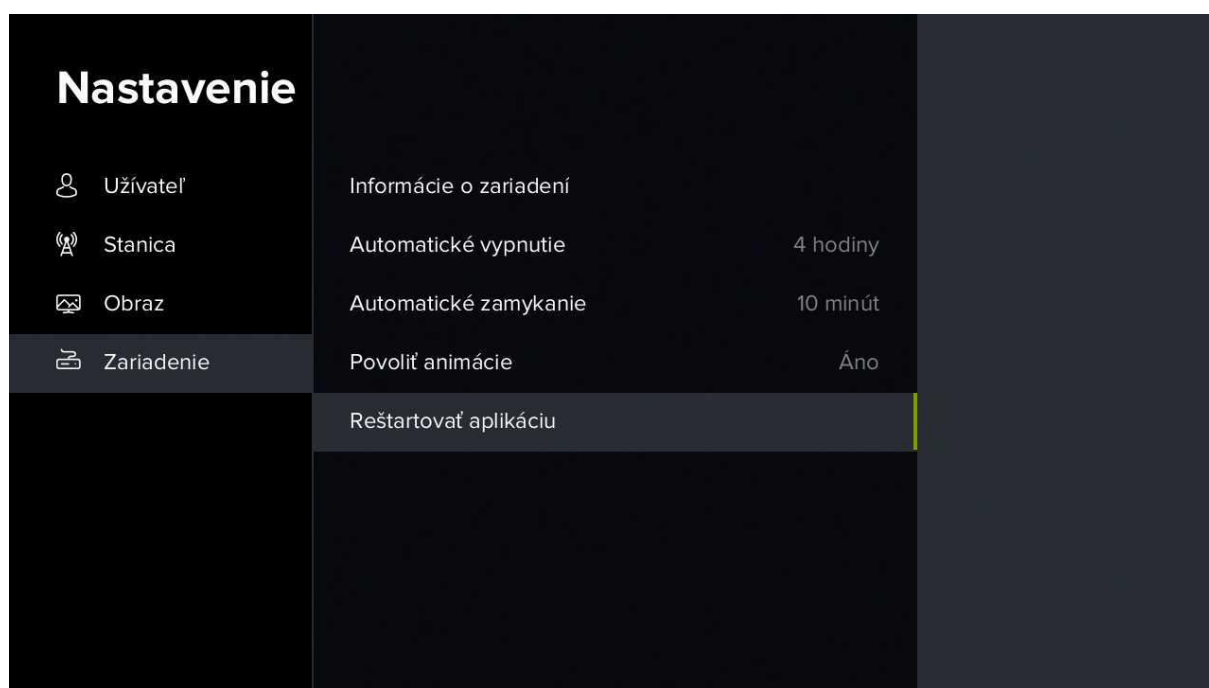 Nastavenie
Užívateľ
Stanica
Obraz
Zariadenie
Informácie o zariadení
Automatické vypnutie 4 hodiny
Automatické zamykanie 10 minút
Povoliť animácie Áno
Reštartovať aplikáciu